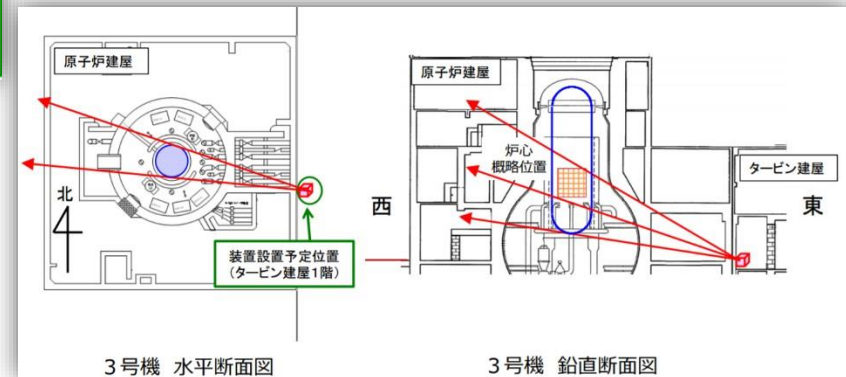 原子炉建屋
北
装置設置予定位置
(タービン建屋1階)
3号機 水平断面図
原子炉建屋
炉心
概略位置
タービン建屋
西
東
3号機 鉛直断面図